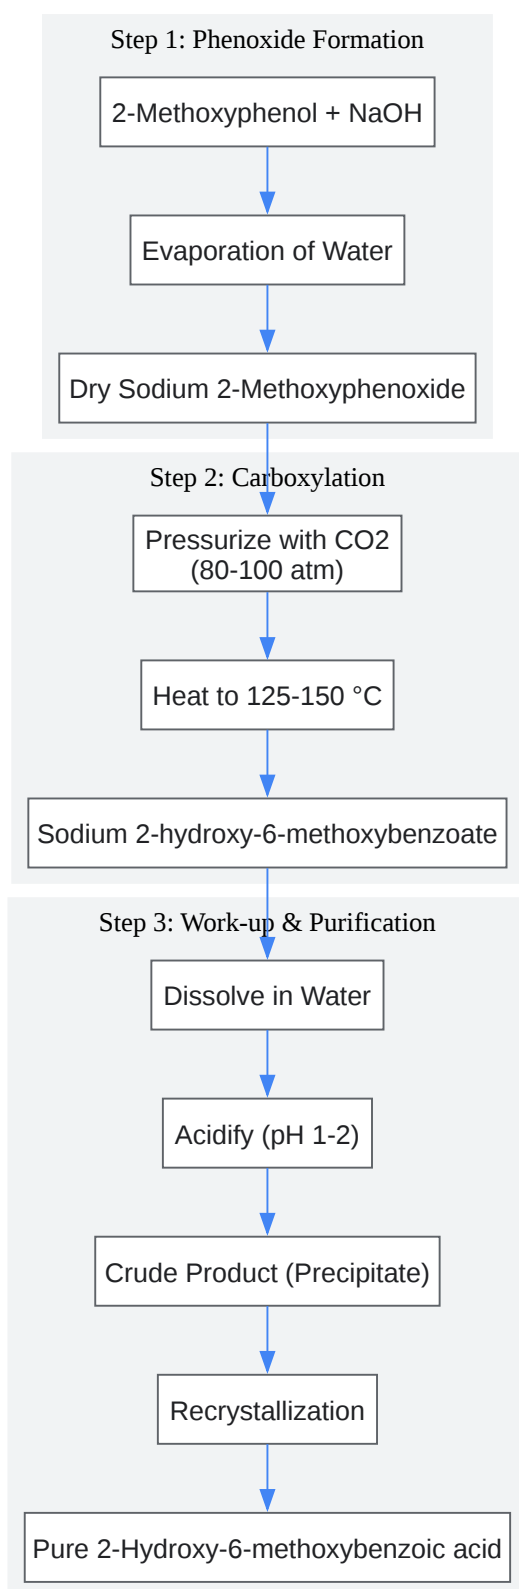 Step 1: Phenoxide Formation
2-Methoxyphenol + NaOH
Evaporation of Water
Dry Sodium 2-Methoxyphenoxide
Step 2: Carboxylation
Pressurize with CO2
(80-100 atm)
Heat to 125-150 °C
Sodium 2-hydroxy-6-methoxybenzoate
Step 3: Work-up & Purification
Dissolve in Water
Acidify (pH 1-2)
Crude Product (Precipitate)
Recrystallization
Pure 2-Hydroxy-6-methoxybenzoic acid